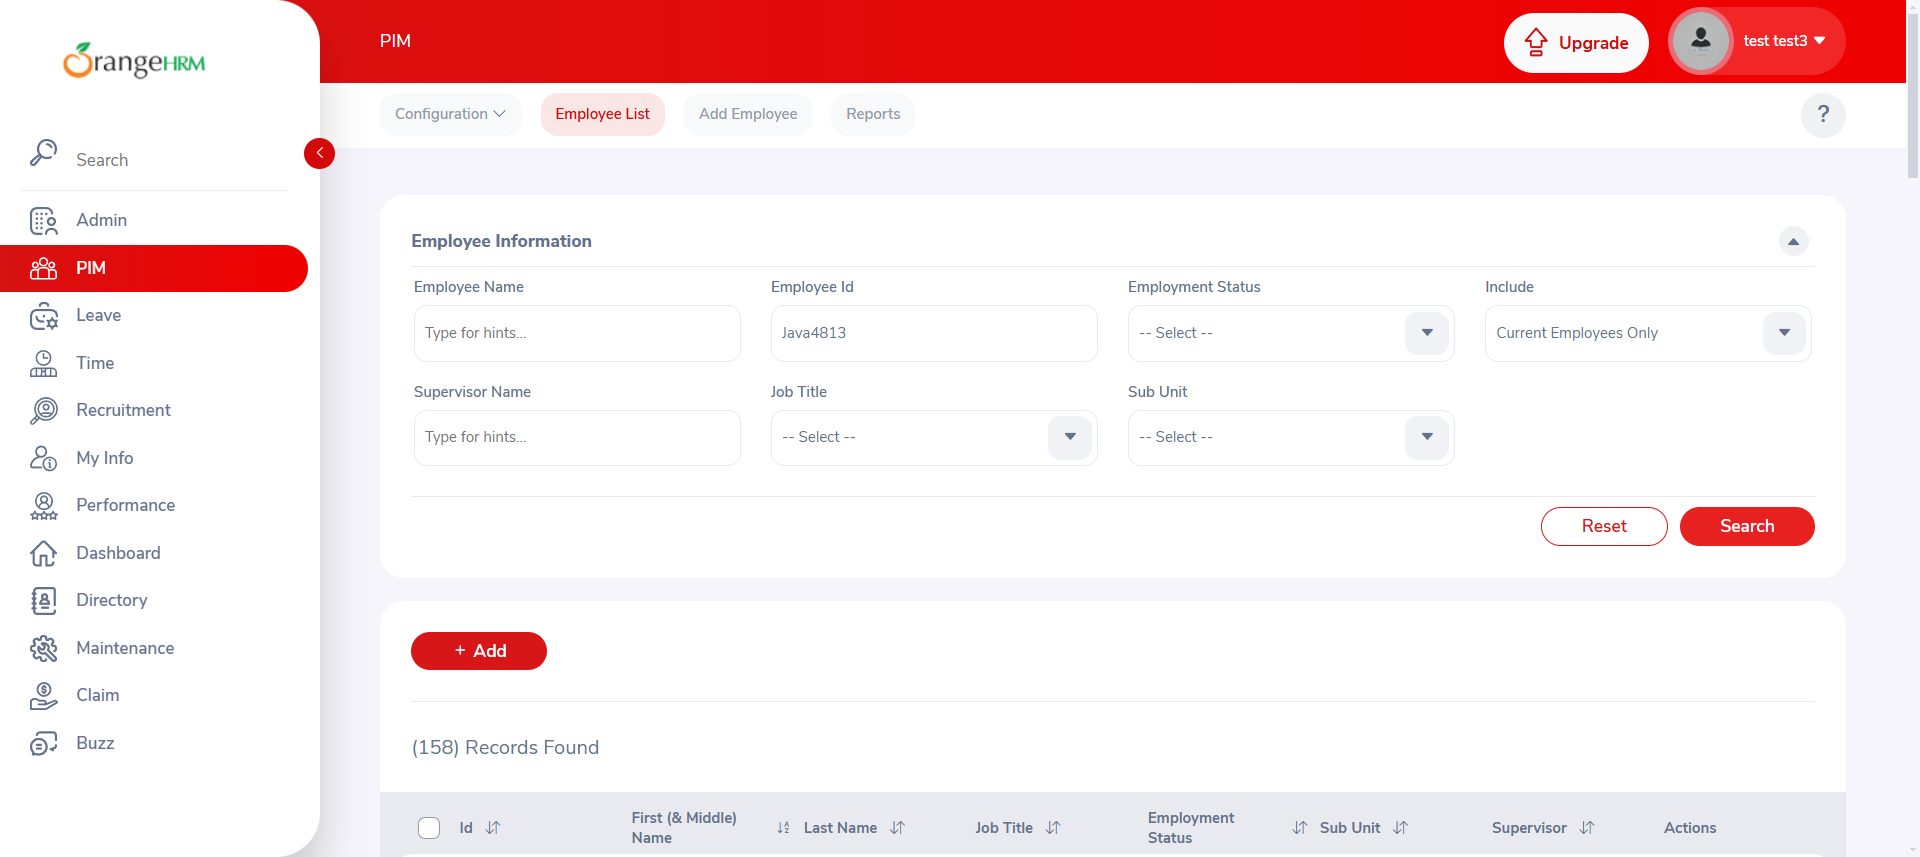 OrangeHRM
PIM
Upgrade
test test3
Search
Admin
PIM
Leave
Time
Recruitment
My Info
Performance
Dashboard
Directory
Maintenance
Claim
Buzz
Configuration
Employee List
Add Employee
Reports
?
Employee Information
Employee Name
Employee Id
Employment Status
Include
Type for hints...
Java4813
-- Select --
Current Employees Only
Supervisor Name
Job Title
Sub Unit
Type for hints...
-- Select --
-- Select --
Reset
Search
+ Add
(158) Records Found
Id
First (& Middle)
Name
Last Name
Job Title
Employment
Status
Sub Unit
Supervisor
Actions